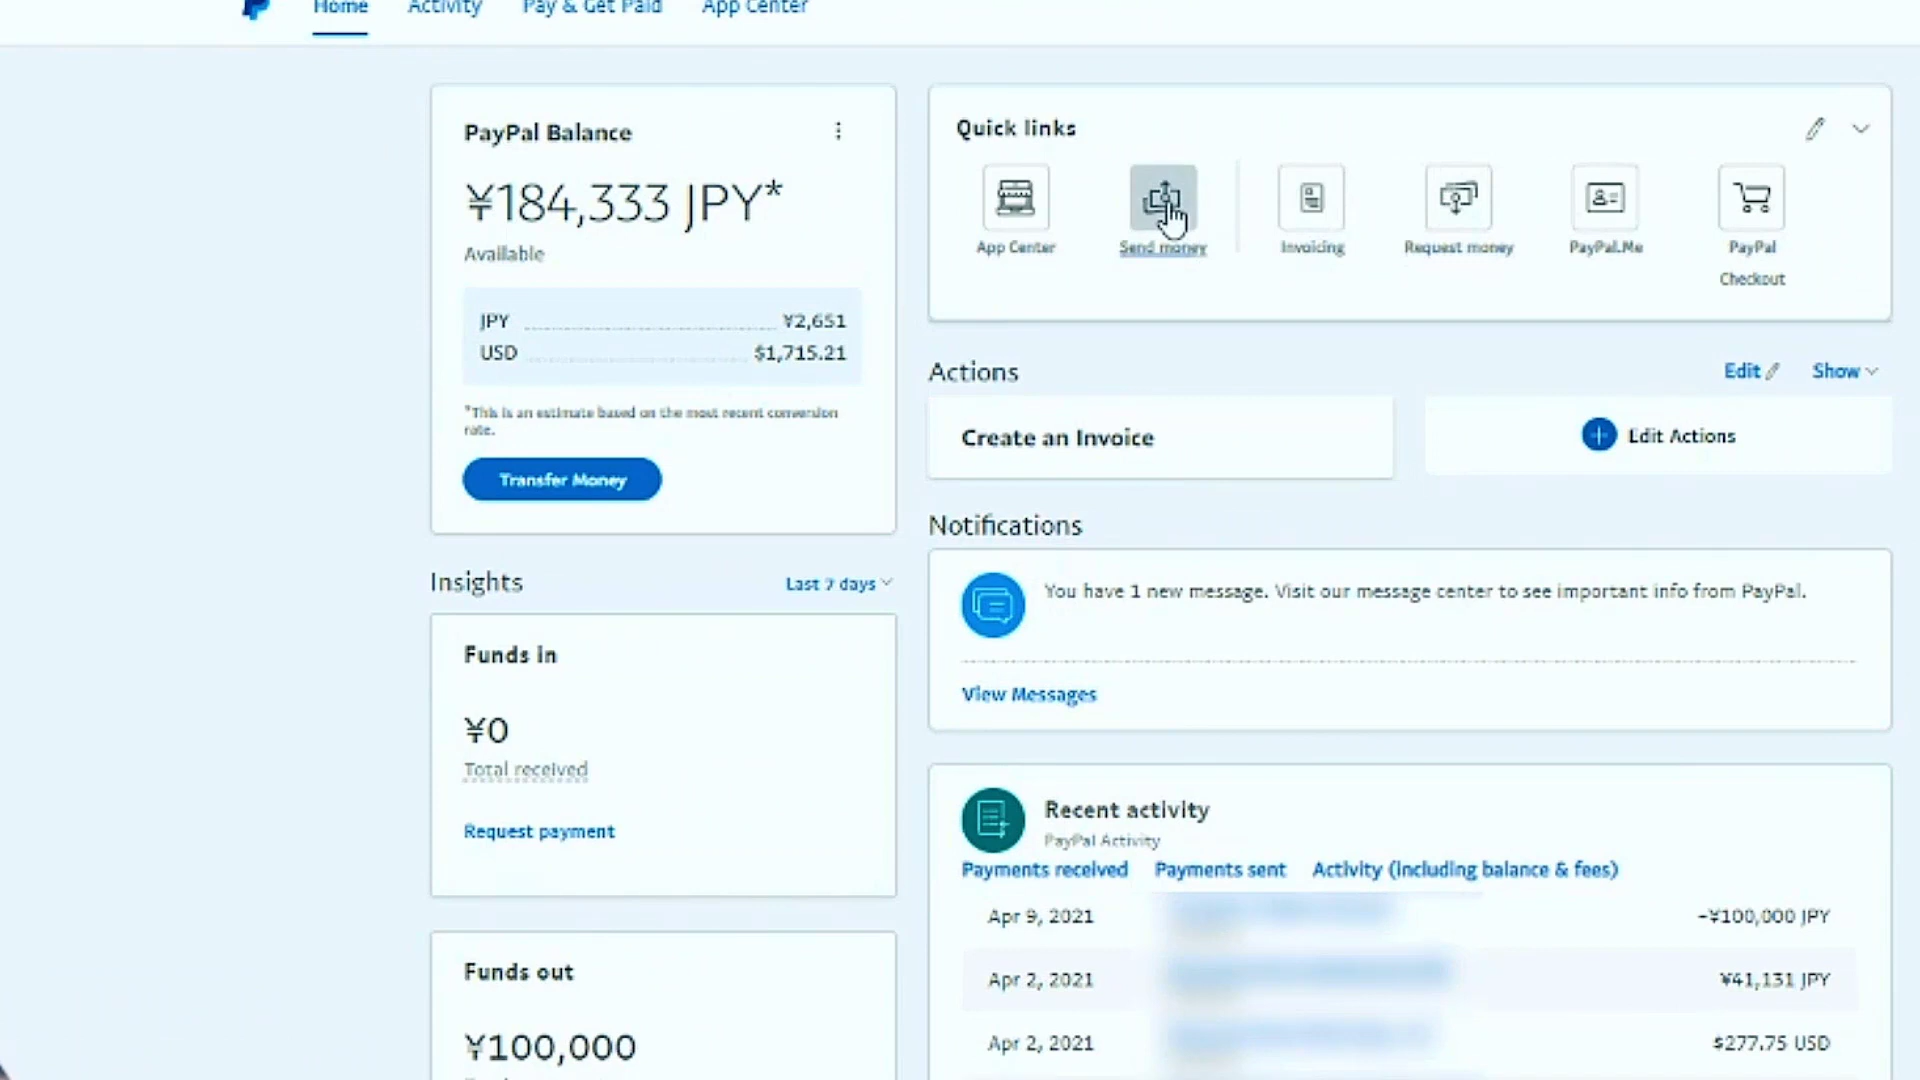 Home Activity Pay & Get Paid App Center
PayPal Balance
¥184,333 JPY*
Available
JPY ¥2,651
USD $1,715.21
*This is an estimate based on the most recent conversion
rate.
Transfer Money
Insights Last 7 days
Funds in
¥0
Total received
Request payment
Funds out
¥100,000
Quick links
App Center Send money Invoicing Request money PayPal.Me PayPal
Checkout
Actions Edit Show
Create an Invoice Edit Actions
Notifications
You have 1 new message. Visit our message center to see important info from PayPal.
View Messages
Recent activity
PayPal Activity
Payments received Payments sent Activity (including balance & fees)
Apr 9, 2021 -¥100,000 JPY
Apr 2, 2021 ¥41,131 JPY
Apr 2, 2021 $277.75 USD